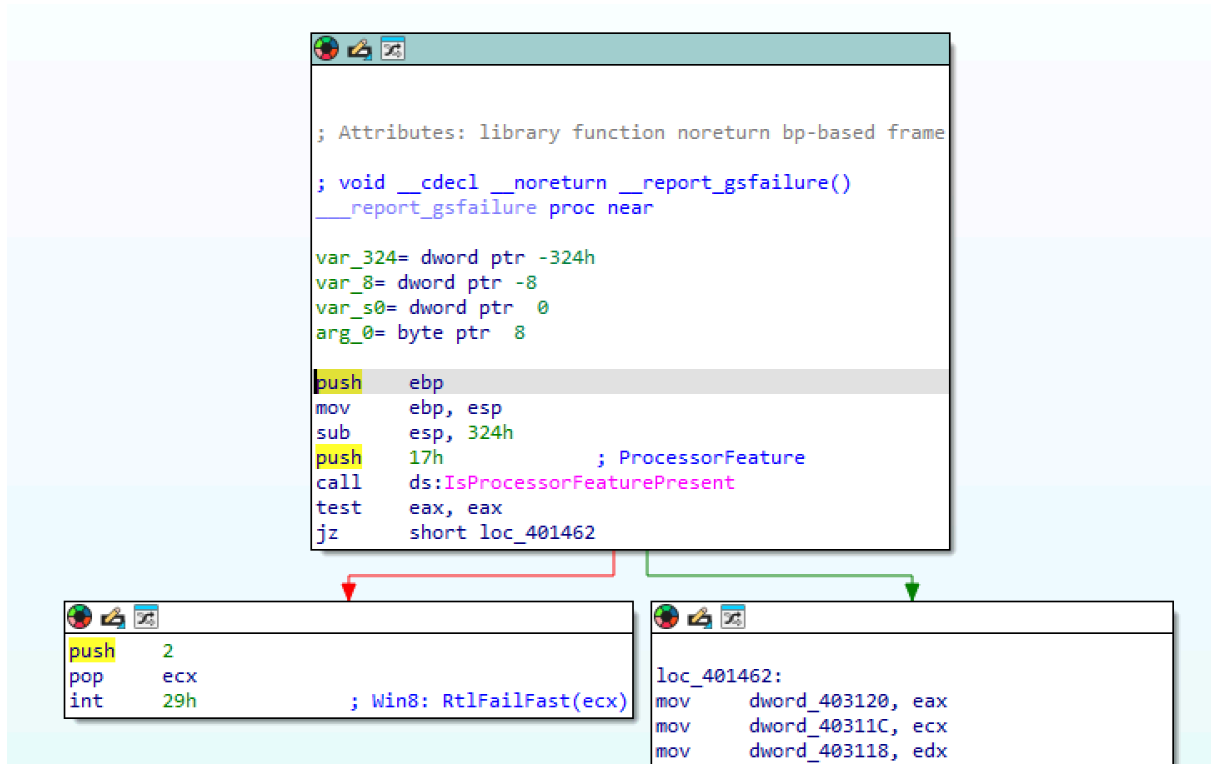 ; Attributes: library function noreturn bp-based frame
; void __cdecl __noreturn __report_gsfailure()
___report_gsfailure proc near
var_324= dword ptr -324h
var_8= dword ptr -8
var_s0= dword ptr  0
arg_0= byte ptr  8
push    ebp
mov     ebp, esp
sub     esp, 324h
push    17h             ; ProcessorFeature
call    ds:IsProcessorFeaturePresent
test    eax, eax
jz      short loc_401462
push    2
pop     ecx
int     29h             ; Win8: RtlFailFast(ecx)
loc_401462:
mov     dword_403120, eax
mov     dword_40311C, ecx
mov     dword_403118, edx